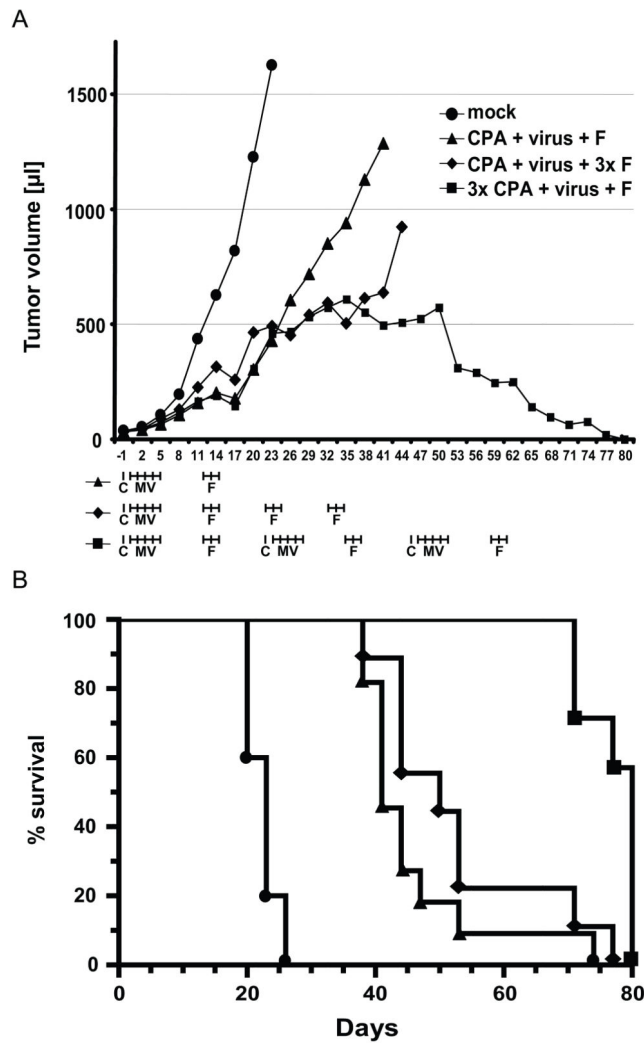 A
1500
1000
500
0
Tumor volume [µl]
mock
CPA + virus + F
CPA + virus + 3x F
3x CPA + virus + F
-1 2 5 8 11 14 17 20 23 26 29 32 35 38 41 44 47 50 53 56 59 62 65 68 71 74 77 80 81
C MV F
C MV F F F
C MV F C MV F C MV F
B
100
80
60
40
20
0
% survival
0 20 40 60 80
Days